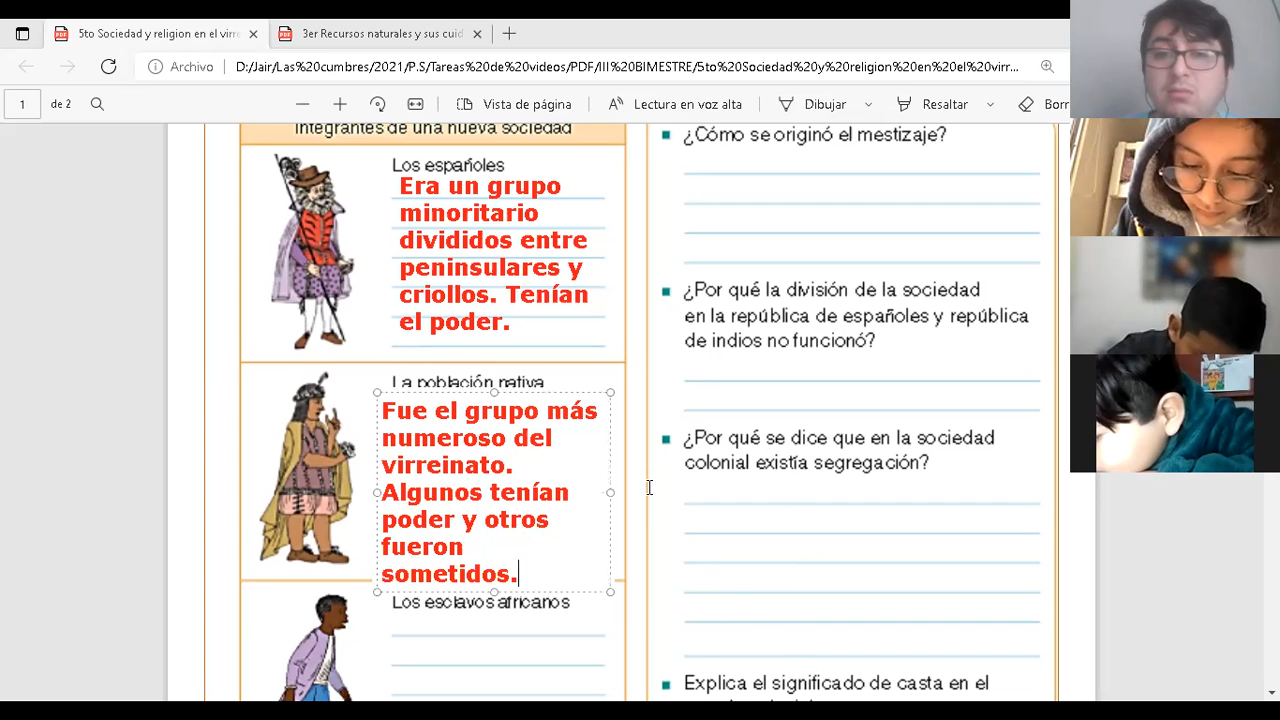 5to Sociedad y religion en el virre
3er Recursos naturales y sus cuid
Archivo
D:/Jair/Las%20cumbres/2021/P.S/Tareas%20de%20videos/PDF/III%20BIMESTRE/5to%20Sociedad%20y%20religion%20en%20el%20virr...
1
de 2
Vista de página
Lectura en voz alta
Dibujar
Resaltar
Borr
Integrantes de una nueva sociedad
Los españoles
Era un grupo
minoritario
divididos entre
peninsulares y
criollos. Tenían
el poder.
La población nativa
Fue el grupo más
numeroso del
virreinato.
Algunos tenían
poder y otros
fueron
sometidos.
Los esclavos africanos
¿Cómo se originó el mestizaje?
¿Por qué la división de la sociedad
en la república de españoles y república
de indios no funcionó?
¿Por qué se dice que en la sociedad
colonial existía segregación?
Explica el significado de casta en el